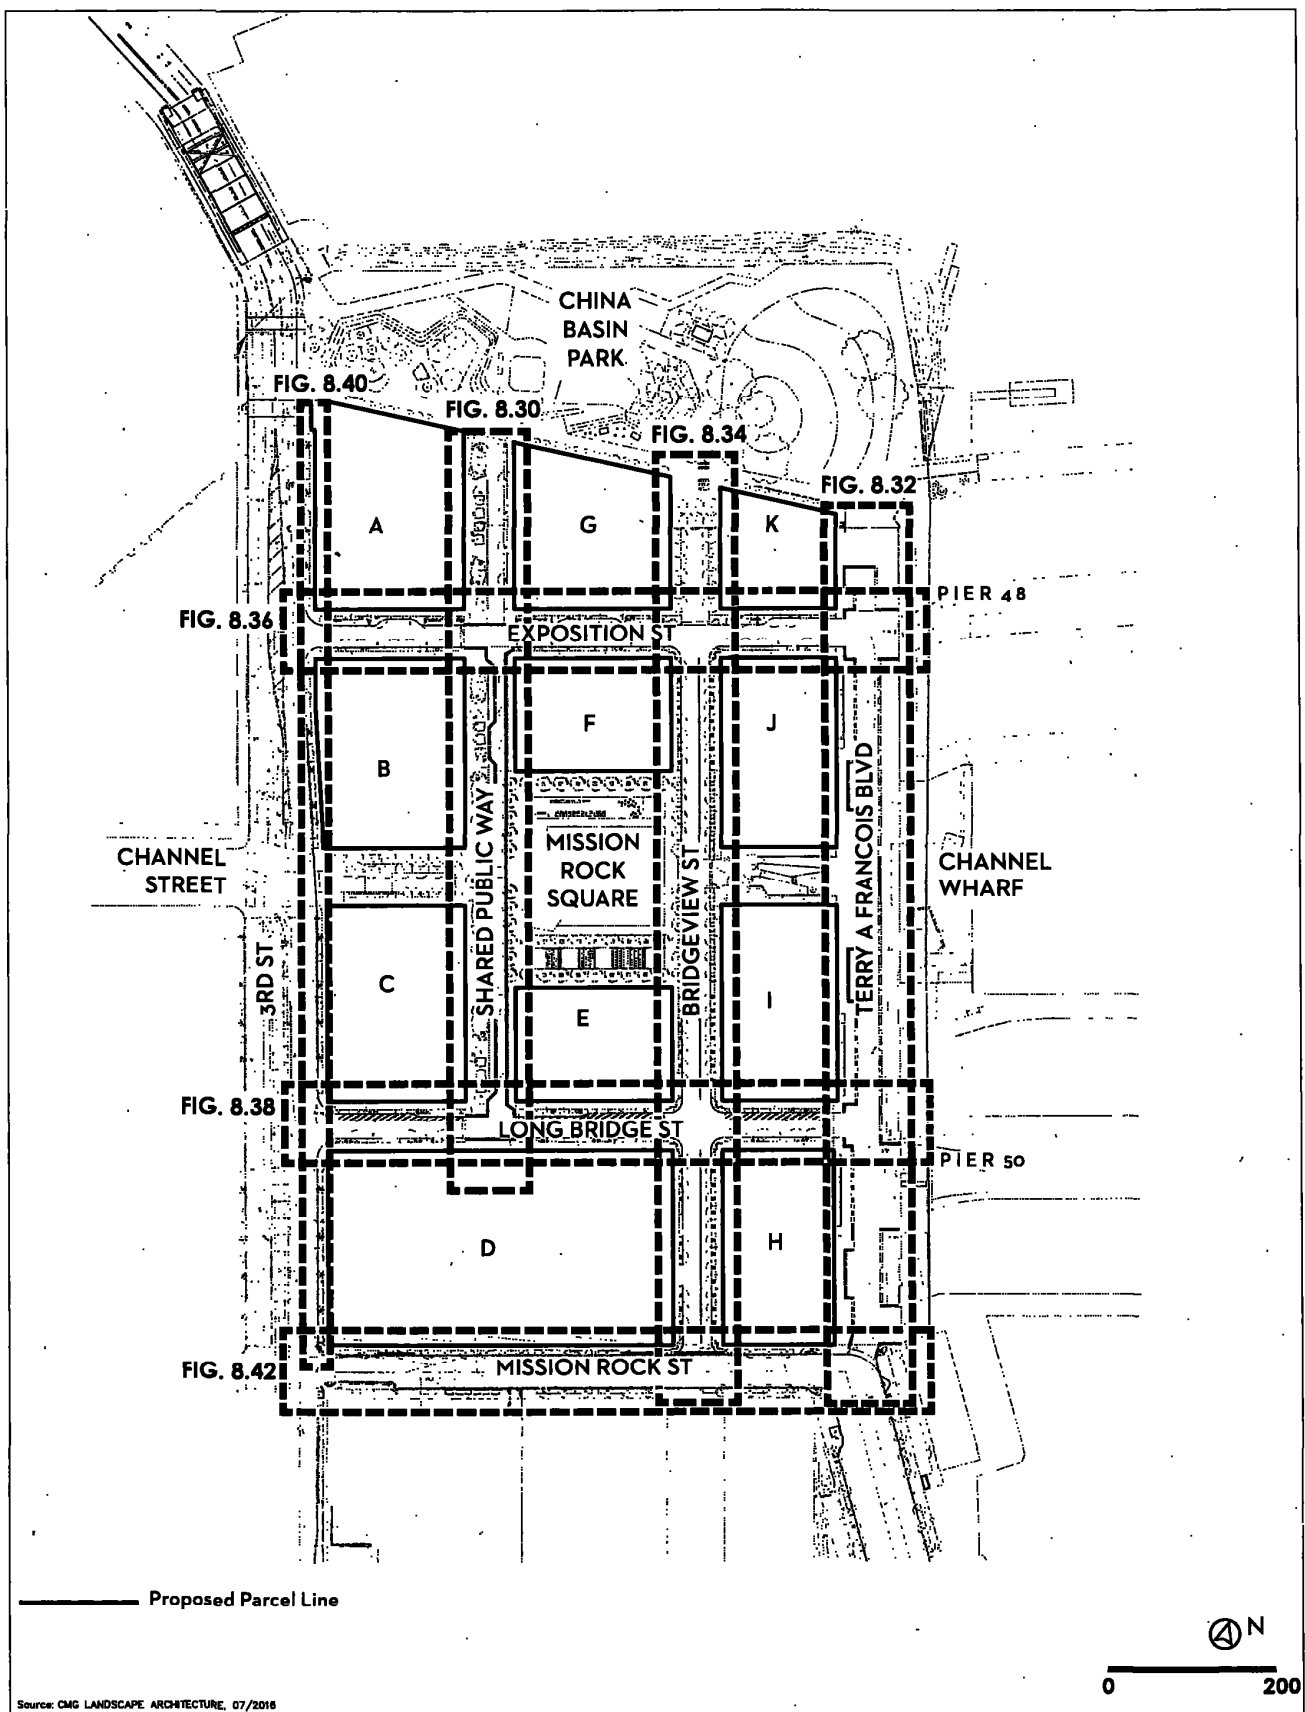 CHINA
BASIN
PARK
FIG. 8.40
FIG. 8.30
FIG. 8.34
FIG. 8.32
A
G
K
PIER 48
FIG. 8.36
EXPOSITION ST
F
J
B
SHARED PUBLIC WAY
MISSION
ROCK
SQUARE
BRIDGEVIEW ST
TERRY A FRANCOIS BLVD
CHANNEL
STREET
CHANNEL
WHARF
3RD ST
C
E
I
FIG. 8.38
LONG BRIDGE ST
PIER 50
D
H
FIG. 8.42
MISSION ROCK ST
Proposed Parcel Line
N
0 200
Source: CMG LANDSCAPE ARCHITECTURE, 07/2016